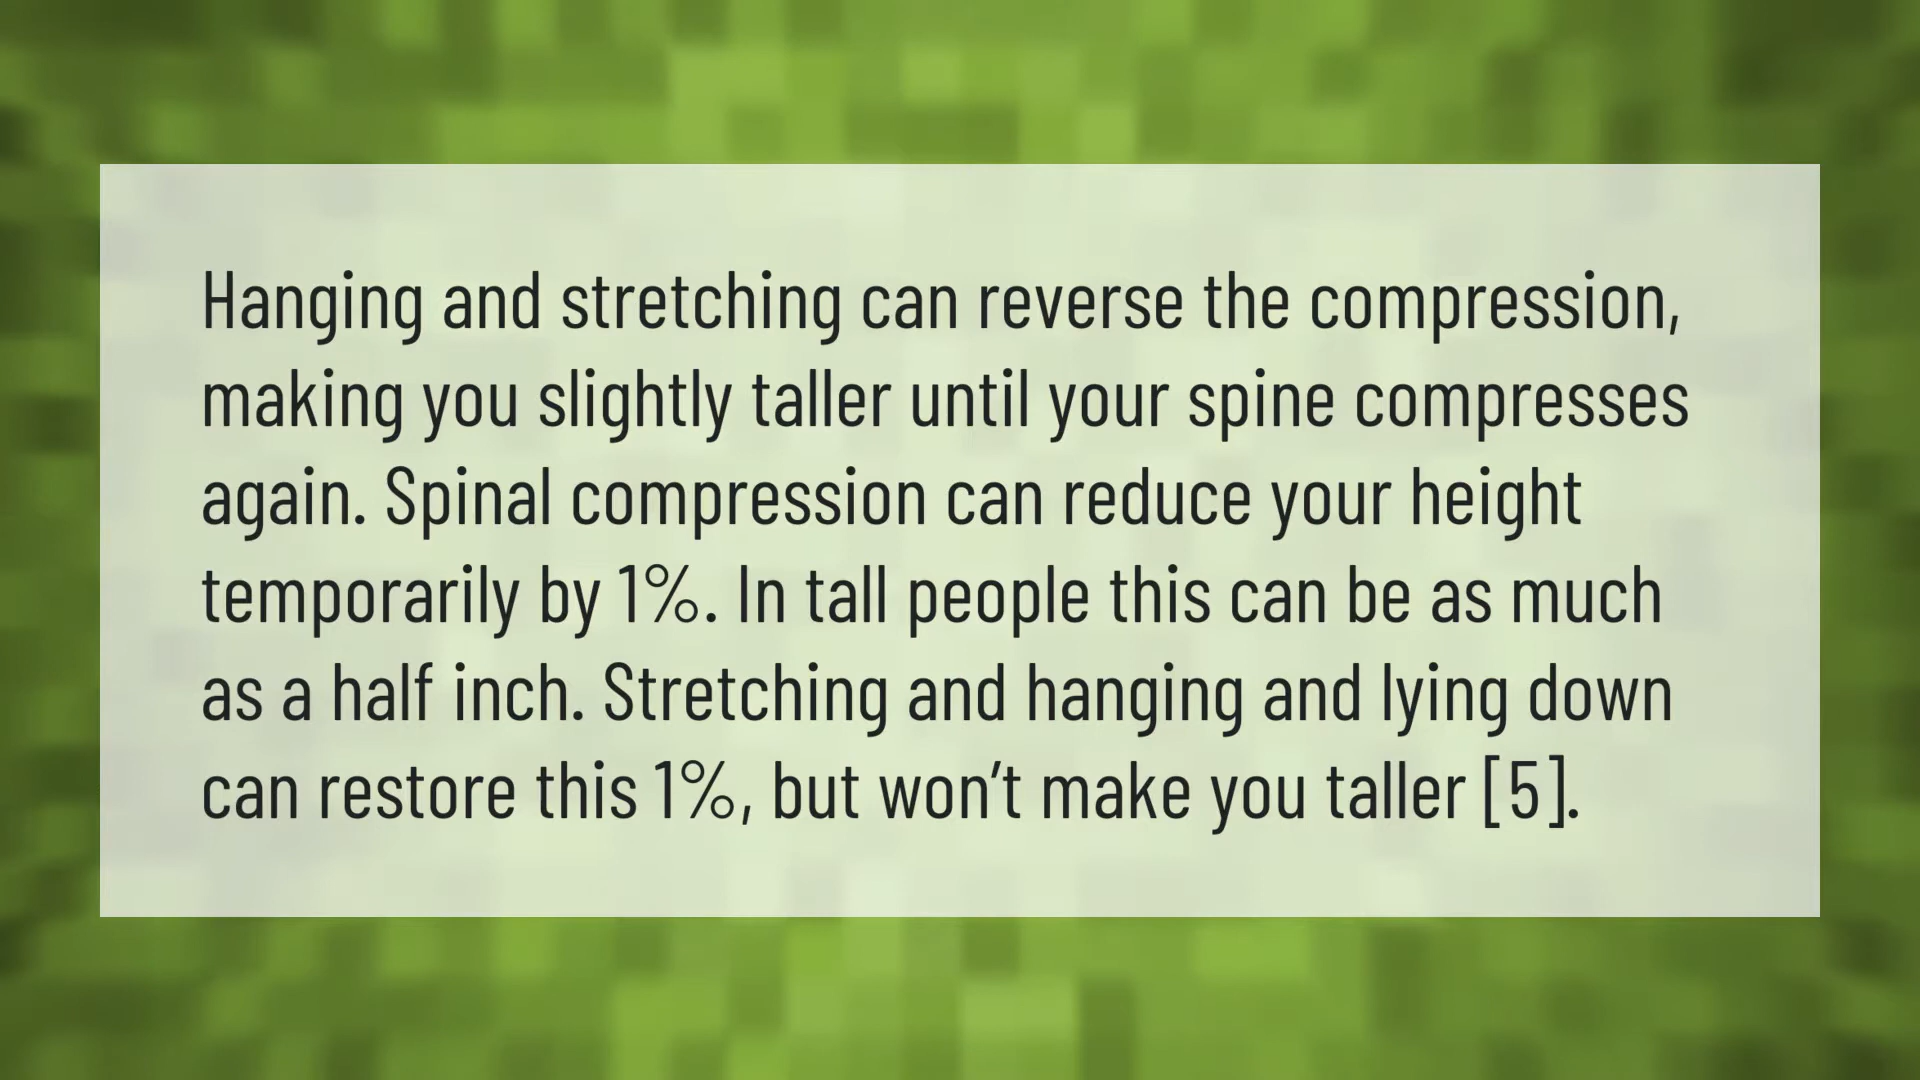 Hanging and stretching can reverse the compression,
making you slightly taller until your spine compresses
again. Spinal compression can reduce your height
temporarily by 1%. In tall people this can be as much
as a half inch. Stretching and hanging and lying down
can restore this 1%, but won’t make you taller [5].